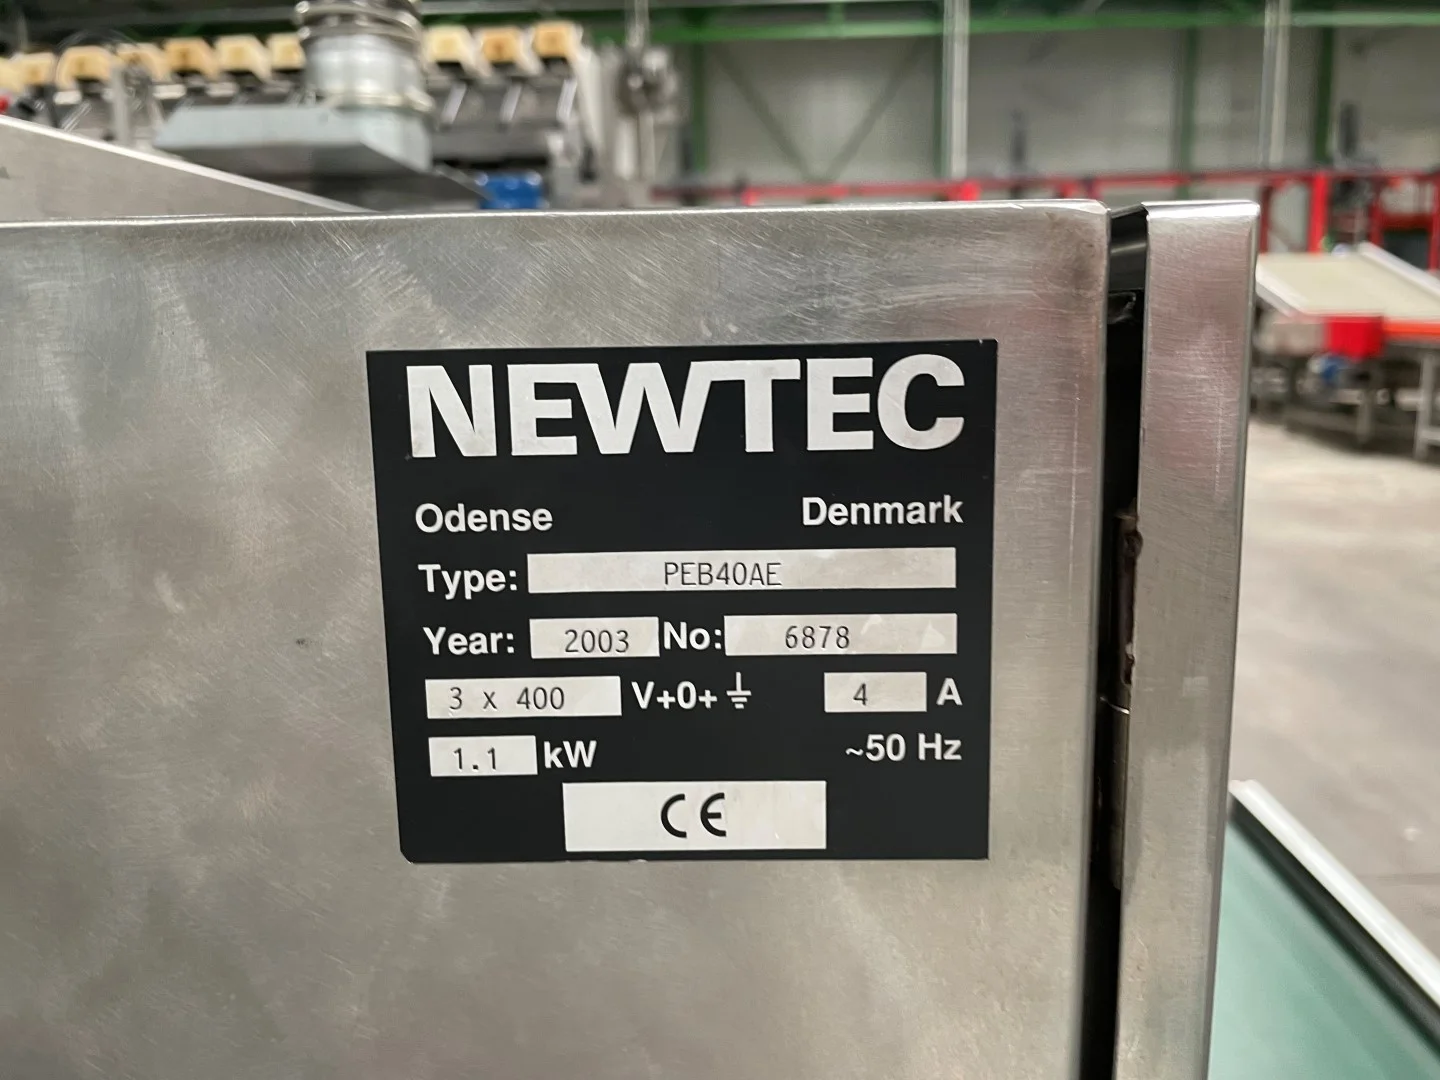 NEWTEC
Odense Denmark
Type: PEB40AE
Year: 2003 No: 6878
3 x 400 V+0+⏚ 4 A
1.1 kW ~50 Hz
CE